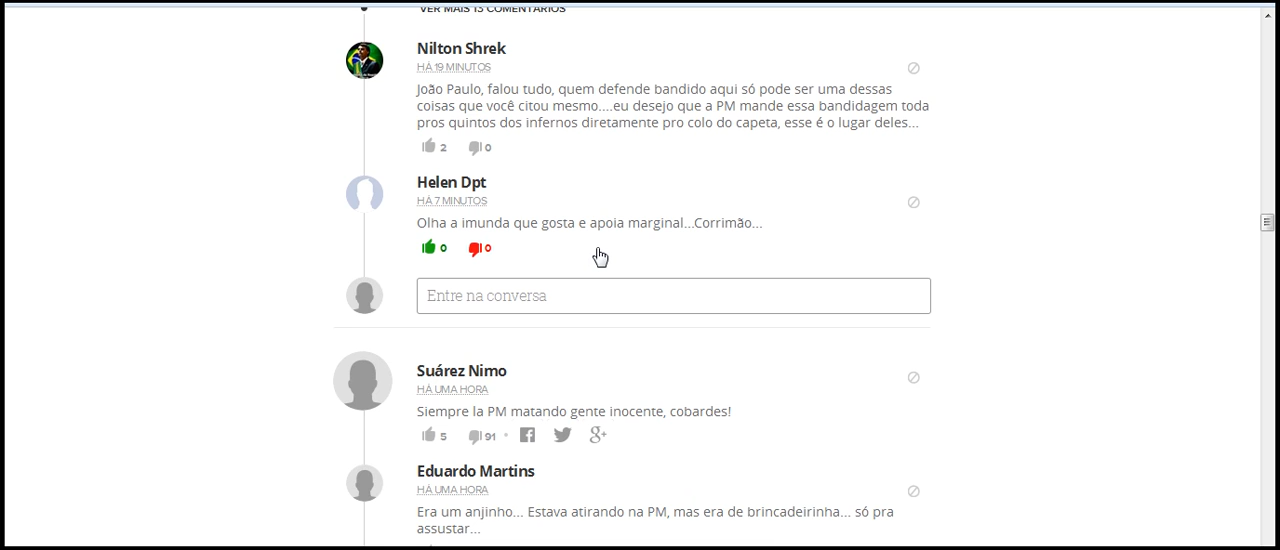 VER MAIS 13 COMENTÁRIOS
Nilton Shrek
HÁ 19 MINUTOS
João Paulo, falou tudo, quem defende bandido aqui só pode ser uma dessas
coisas que você citou mesmo....eu desejo que a PM mande essa bandidagem toda
pros quintos dos infernos diretamente pro colo do capeta, esse é o lugar deles...
2 0
Helen Dpt
HÁ 7 MINUTOS
Olha a imunda que gosta e apoia marginal...Corrimão...
0 0
Entre na conversa
Suárez Nimo
HÁ UMA HORA
Siempre la PM matando gente inocente, cobardes!
5 91
Eduardo Martins
HÁ UMA HORA
Era um anjinho... Estava atirando na PM, mas era de brincadeirinha... só pra
assustar...